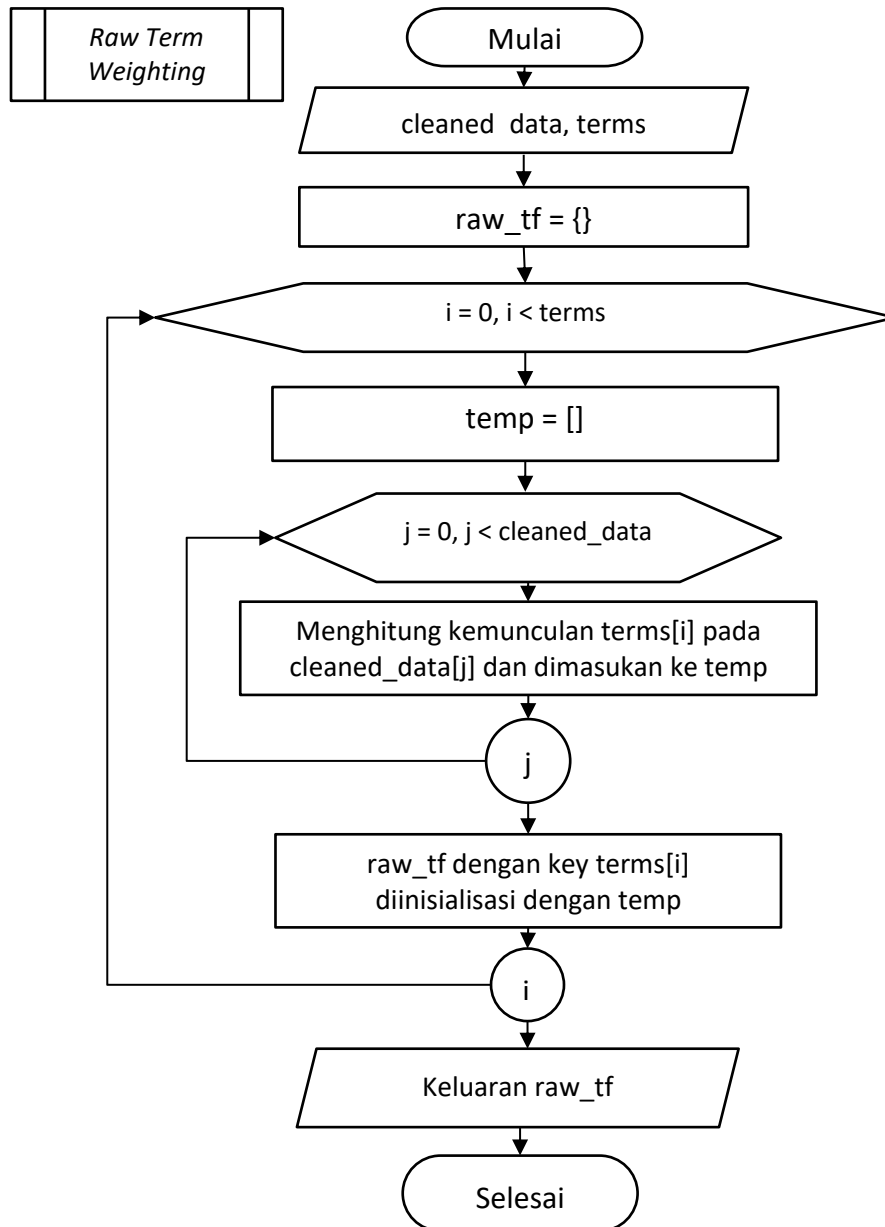 Raw Term
Weighting
Mulai
cleaned data, terms
raw_tf = {}
i = 0, i < terms
temp = []
j = 0, j < cleaned_data
Menghitung kemunculan terms[i] pada
cleaned_data[j] dan dimasukan ke temp
j
raw_tf dengan key terms[i]
diinisialisasi dengan temp
i
Keluaran raw_tf
Selesai